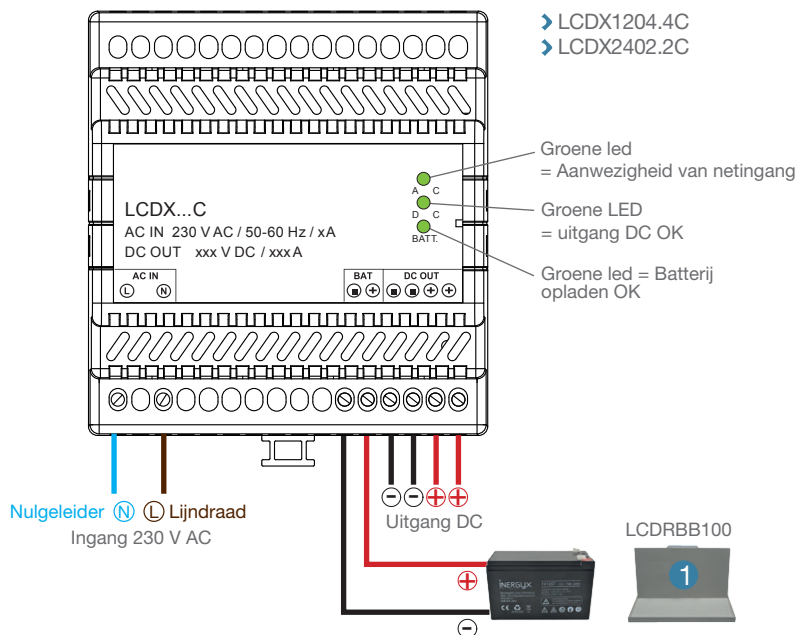 LCDX1204.4C
LCDX2402.2C
Groene led
= Aanwezigheid van netingang
A C
Groene LED
= uitgang DC OK
D C
BATT.
Groene led = Batterij
opladen OK
LCDX...C
AC IN 230 V AC / 50-60 Hz / xA
DC OUT xxx V DC / xxx A
AC IN
BAT
DC OUT
L N
+ + +
Nulgeleider N L Lijndraad
Ingang 230 V AC
- - + +
Uitgang DC
LCDRBB100
+
INERGYX
1
-